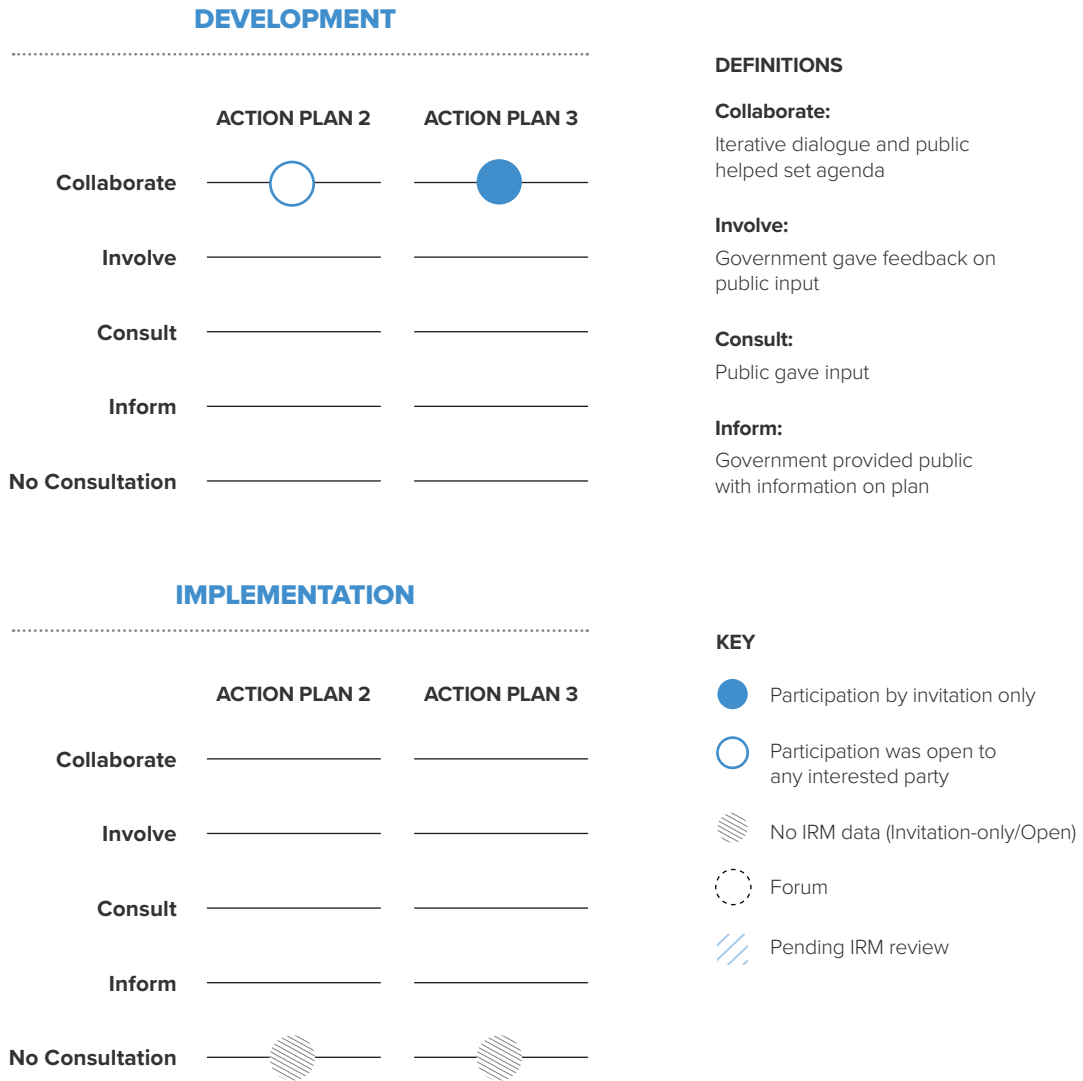 DEVELOPMENT
ACTION PLAN 2
ACTION PLAN 3
Collaborate
Involve
Consult
Inform
No Consultation
DEFINITIONS
Collaborate:
Iterative dialogue and public
helped set agenda
Involve:
Government gave feedback on
public input
Consult:
Public gave input
Inform:
Government provided public
with information on plan
IMPLEMENTATION
ACTION PLAN 2
ACTION PLAN 3
Collaborate
Involve
Consult
Inform
No Consultation
KEY
Participation by invitation only
Participation was open to
any interested party
No IRM data (Invitation-only/Open)
Forum
Pending IRM review